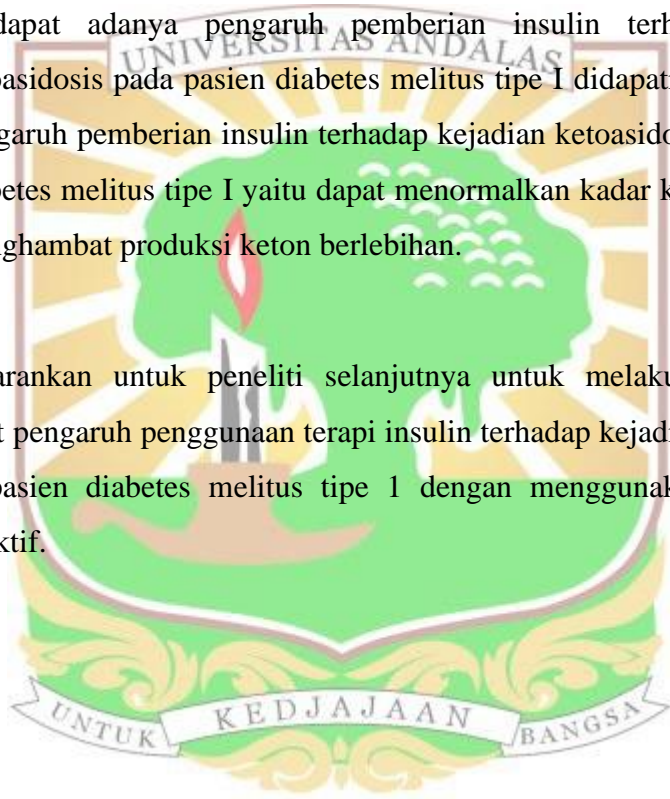 dapat adanya pengaruh pemberian insulin terh
UNIVERSITAS ANDALAS
oasidosis pada pasien diabetes melitus tipe I didapati
garuh pemberian insulin terhadap kejadian ketoasido
betes melitus tipe I yaitu dapat menormalkan kadar k
nghambat produksi keton berlebihan.
arankan untuk peneliti selanjutnya untuk melaku
t pengaruh penggunaan terapi insulin terhadap kejadi
pasien diabetes melitus tipe 1 dengan menggunak
ktif.
UNTUK KEDJAJAAN BANGSA